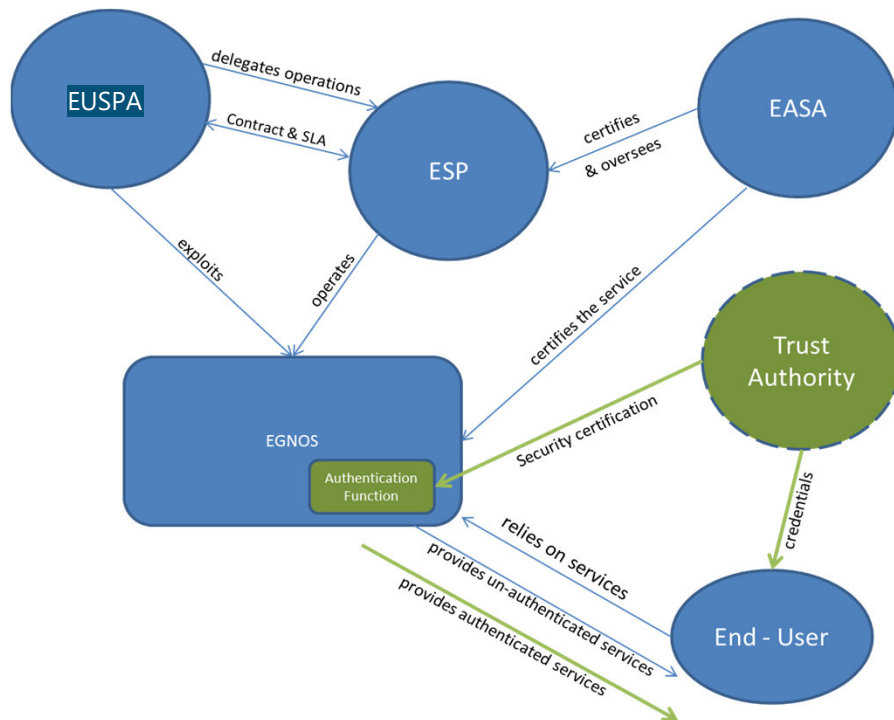 EUSPA
delegates operations
Contract & SLA
ESP
certifies
& oversees
EASA
exploits
operates
certifies the service
Trust
Authority
EGNOS
Authentication
Function
Security certification
credentials
relies on services
provides un-authenticated services
provides authenticated services
End - User